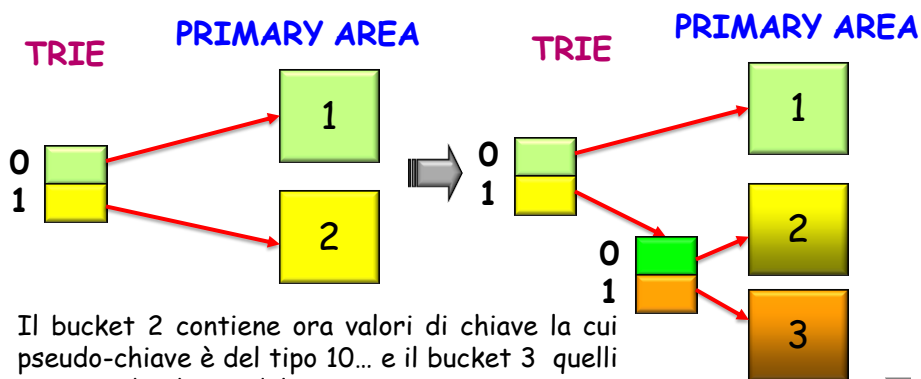 TRIE PRIMARY AREA
TRIE PRIMARY AREA
1
0
1
2
1
0
1
2
0
1
3
Il bucket 2 contiene ora valori di chiave la cui
pseudo-chiave è del tipo 10... e il bucket 3 quelli